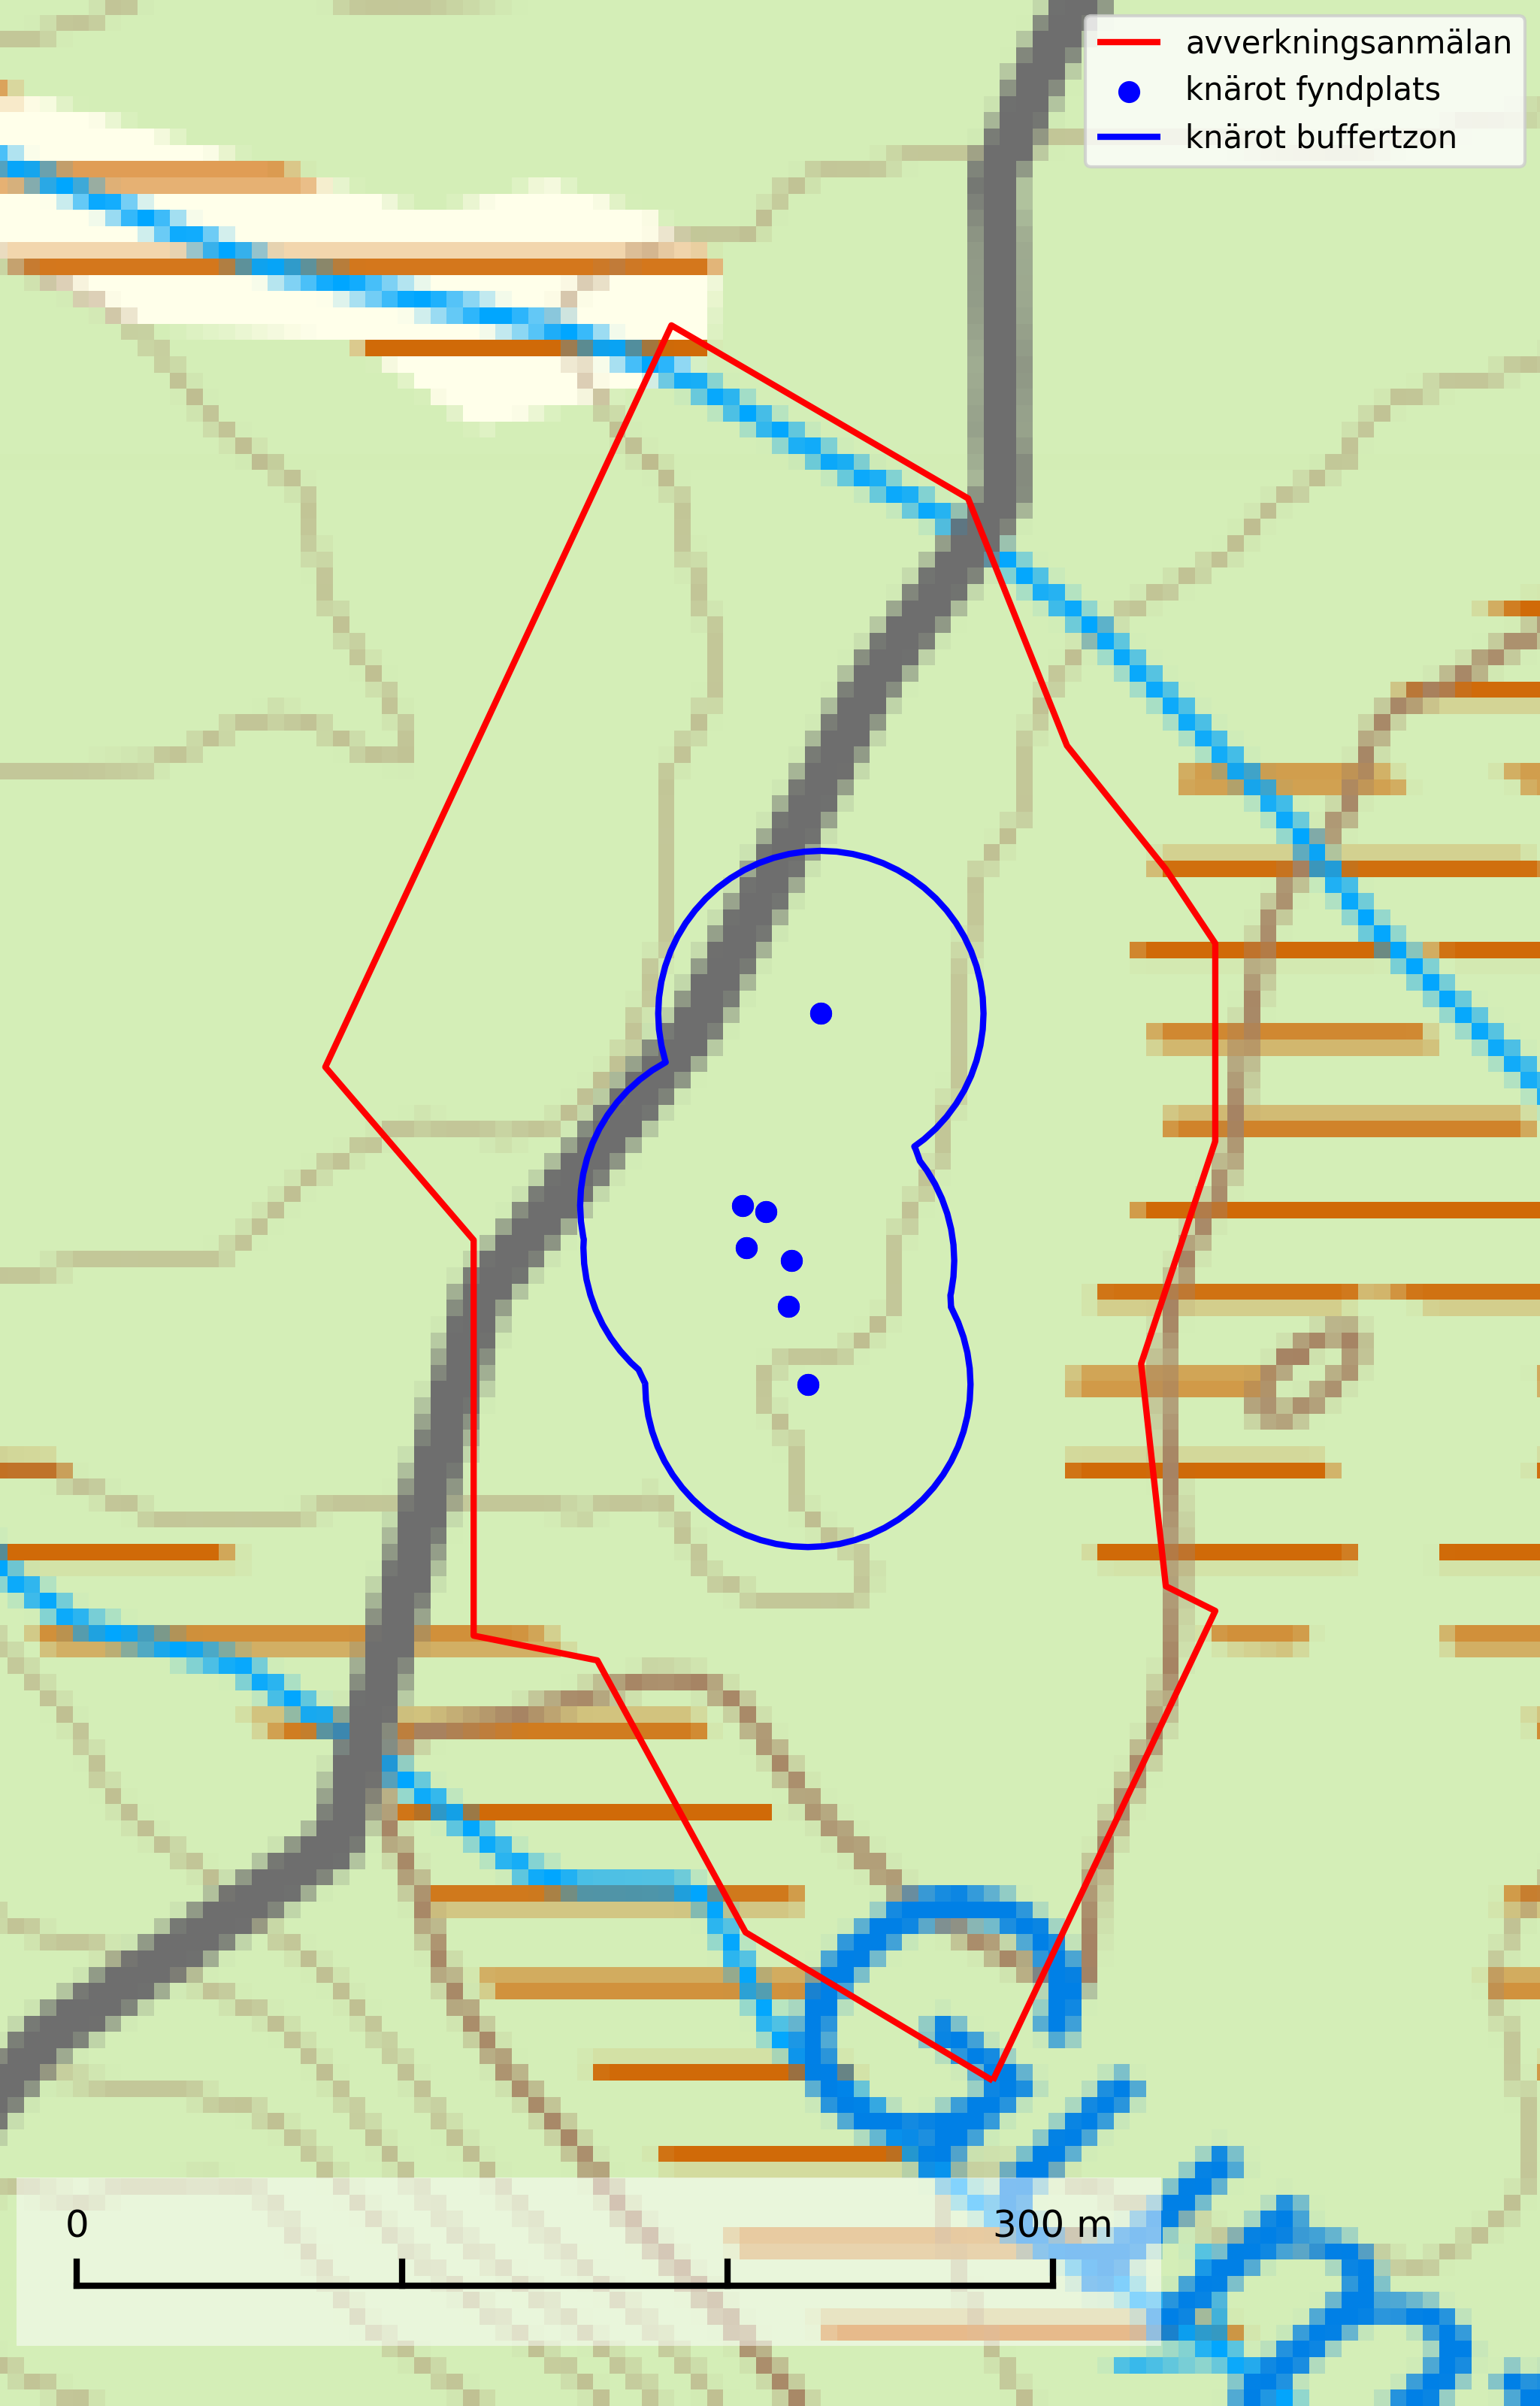 avverkningsanmälan
knärot fyndplats
knärot buffertzon
0 300 m